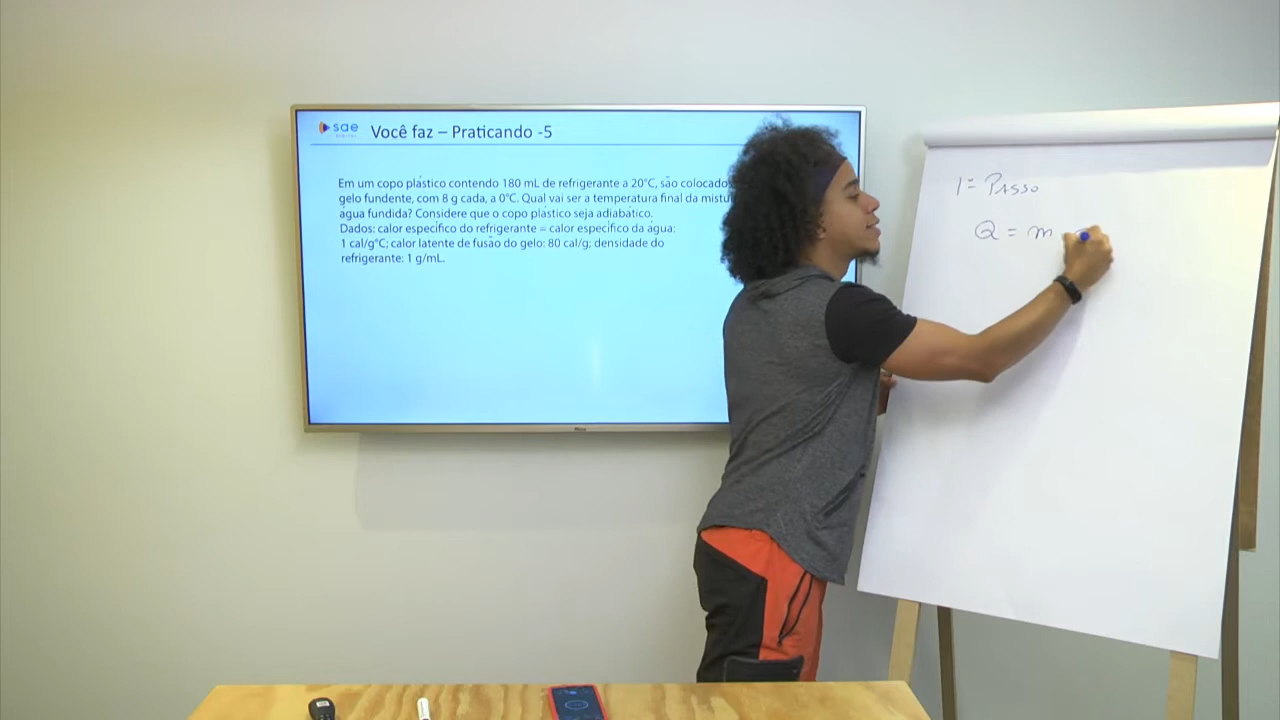 sae
DIGITAL
Você faz – Praticando -5
Em um copo plástico contendo 180 mL de refrigerante a 20°C, são colocados
gelo fundente, com 8 g cada, a 0°C. Qual vai ser a temperatura final da
água fundida? Considere que o copo plástico seja adiabático.
Dados: calor específico do refrigerante = calor específico da água:
1 cal/g°C; calor latente de fusão do gelo: 80 cal/g; densidade do
refrigerante: 1 g/mL.
1º PASSO
Q = m